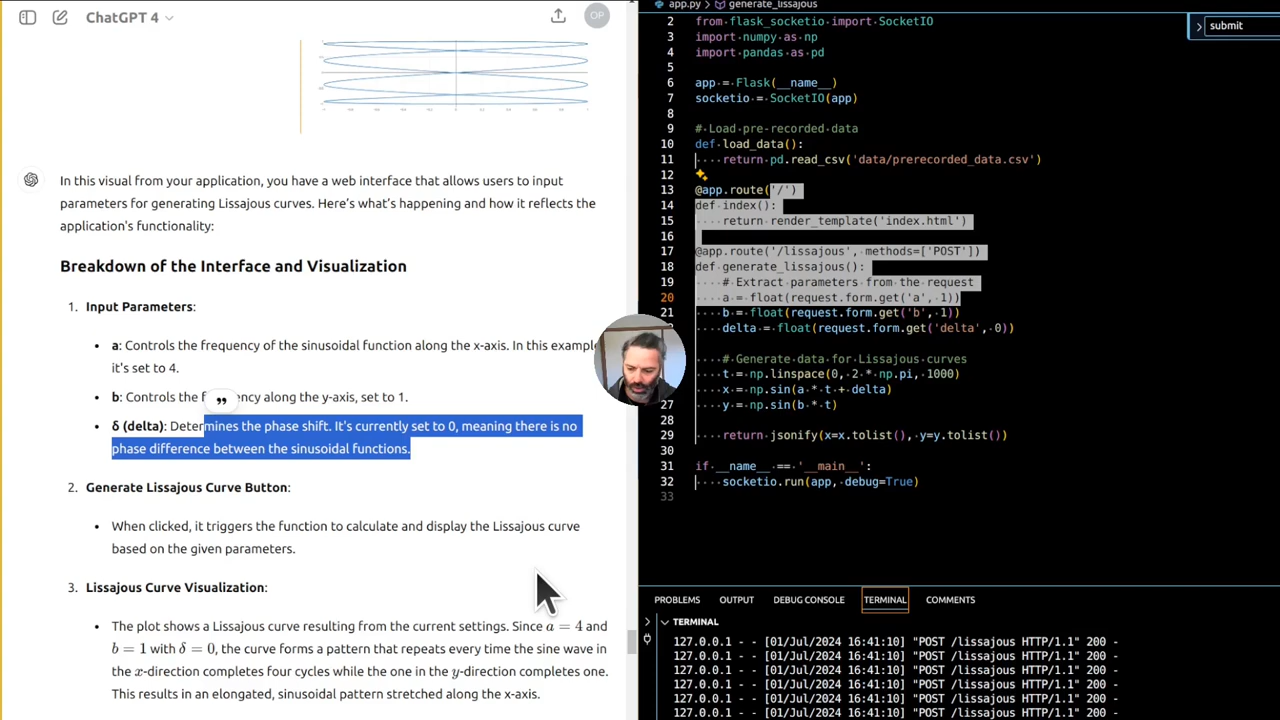 ChatGPT 4
OP
In this visual from your application, you have a web interface that allows users to input
parameters for generating Lissajous curves. Here's what's happening and how it reflects the
application's functionality:
Breakdown of the Interface and Visualization
1. Input Parameters:
• a: Controls the frequency of the sinusoidal function along the x-axis. In this example
it's set to 4.
• b: Controls the fr ency along the y-axis, set to 1.
• δ (delta): Determines the phase shift. It's currently set to 0, meaning there is no
phase difference between the sinusoidal functions.
2. Generate Lissajous Curve Button:
• When clicked, it triggers the function to calculate and display the Lissajous curve
based on the given parameters.
3. Lissajous Curve Visualization:
• The plot shows a Lissajous curve resulting from the current settings. Since a = 4 and
b = 1 with δ = 0, the curve forms a pattern that repeats every time the sine wave in
the x-direction completes four cycles while the one in the y-direction completes one.
This results in an elongated, sinusoidal pattern stretched along the x-axis.
app.py > generate_lissajous
submit
2 from flask_socketio import SocketIO
3 import numpy as np
4 import pandas as pd
5
6 app = Flask(__name__)
7 socketio = SocketIO(app)
8
9 # Load pre-recorded data
10 def load_data():
11 return pd.read_csv('data/prerecorded_data.csv')
12
13 @app.route('/')
14 def index():
15 return render_template('index.html')
16
17 @app.route('/lissajous', methods=['POST'])
18 def generate_lissajous():
19 # Extract parameters from the request
20 a = float(request.form.get('a', 1))
21 b = float(request.form.get('b', 1))
delta = float(request.form.get('delta', 0))
# Generate data for Lissajous curves
t = np.linspace(0, 2 * np.pi, 1000)
x = np.sin(a * t + delta)
27 y = np.sin(b * t)
28
29 return jsonify(x=x.tolist(), y=y.tolist())
30
31 if __name__ == '__main__':
32 socketio.run(app, debug=True)
33
PROBLEMS OUTPUT DEBUG CONSOLE TERMINAL COMMENTS
TERMINAL
127.0.0.1 - - [01/Jul/2024 16:41:10] "POST /lissajous HTTP/1.1" 200 -
127.0.0.1 - - [01/Jul/2024 16:41:10] "POST /lissajous HTTP/1.1" 200 -
127.0.0.1 - - [01/Jul/2024 16:41:10] "POST /lissajous HTTP/1.1" 200 -
127.0.0.1 - - [01/Jul/2024 16:41:10] "POST /lissajous HTTP/1.1" 200 -
127.0.0.1 - - [01/Jul/2024 16:41:10] "POST /lissajous HTTP/1.1" 200 -
127.0.0.1 - - [01/Jul/2024 16:41:10] "POST /lissajous HTTP/1.1" 200 -